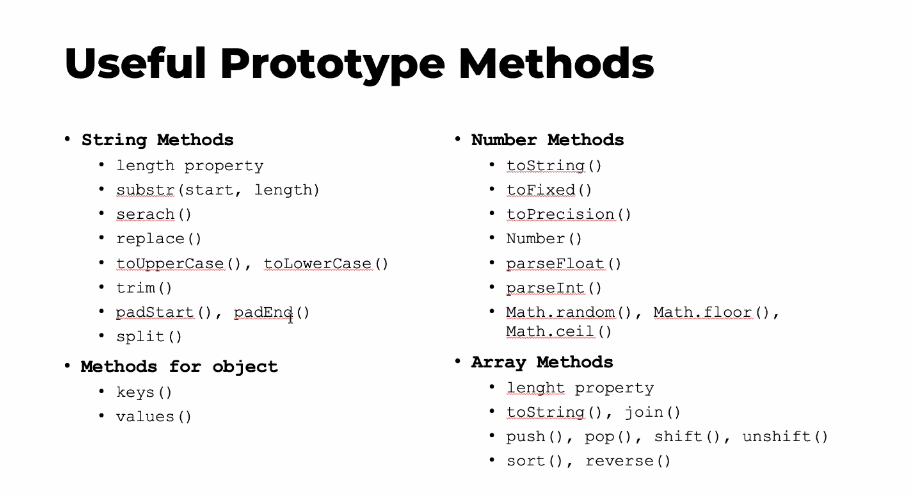 Useful Prototype Methods
• String Methods
• length property
• substr(start, length)
• serach()
• replace()
• toUpperCase(), toLowerCase()
• trim()
• padStart(), padEnd()
• split()
• Methods for object
• keys()
• values()
• Number Methods
• toString()
• toFixed()
• toPrecision()
• Number()
• parseFloat()
• parseInt()
• Math.random(), Math.floor(),
Math.ceil()
• Array Methods
• lenght property
• toString(), join()
• push(), pop(), shift(), unshift()
• sort(), reverse()